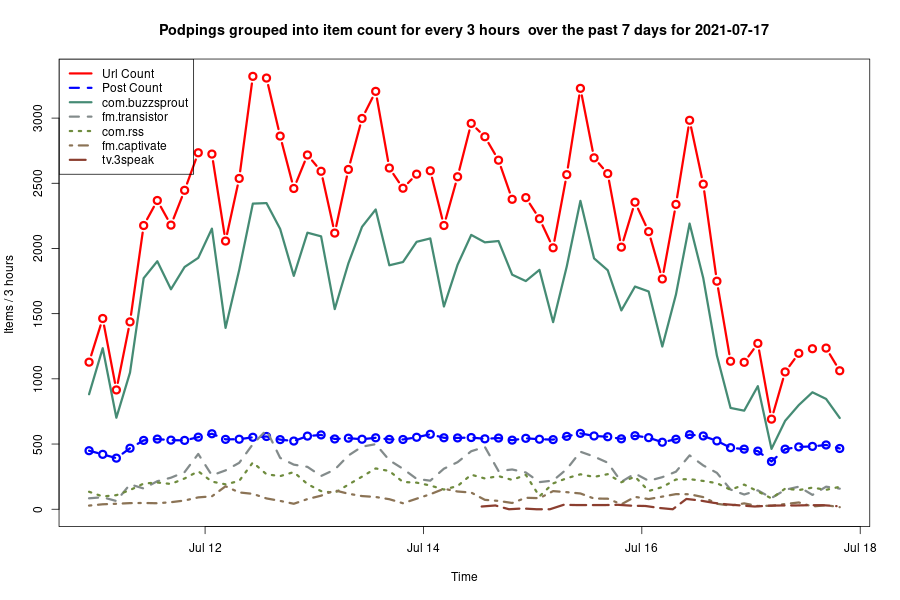 Podpings grouped into item count for every 3 hours  over the past 7 days for 2021-07-17
Url Count
Post Count
com.buzzsprout
fm.transistor
com.rss
fm.captivate
tv.3speak
Items / 3 hours
3000
2500
2000
1500
1000
500
0
Jul 12
Jul 14
Jul 16
Jul 18
Time